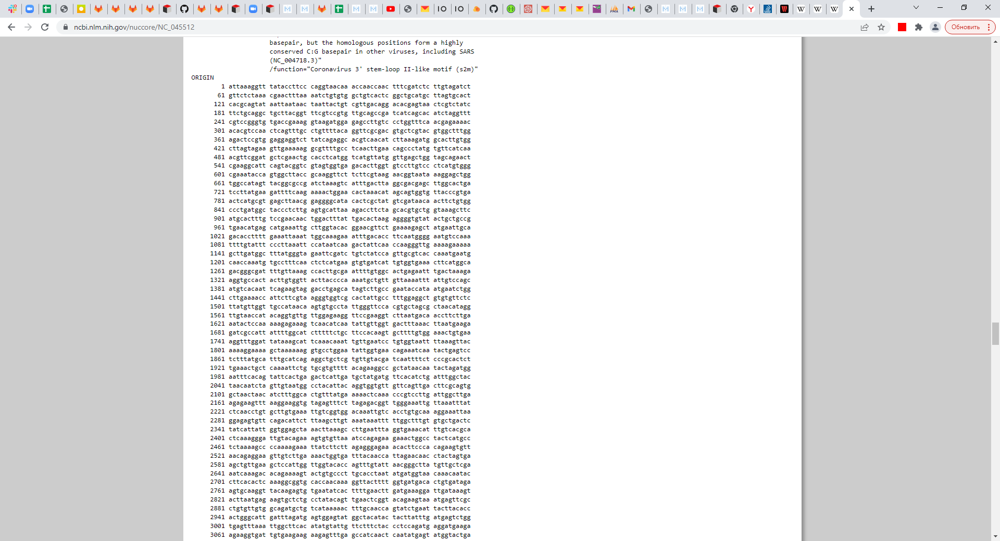 ncbi.nlm.nih.gov/nuccore/NC_045512
Обновить
basepair, but the homologous positions form a highly
conserved C:G basepair in other viruses, including SARS
(NC_004718.3)"
/function="Coronavirus 3' stem-loop II-like motif (s2m)"
ORIGIN
1 attaaaggtt tataccttcc caggtaacaa accaaccaac tttcgatctc ttgtagatct
61 gttctctaaa cgaactttaa aatctgtgtg gctgtcactc ggctgcatgc ttagtgcact
121 cacgcagtat aattaataac taattactgt cgttgacagg acacgagtaa ctcgtctatc
181 ttctgcaggc tgcttacggt ttcgtccgtg ttgcagccga tcatcagcac atctaggttt
241 cgtccgggtg tgaccgaaag gtaagatgga gagccttgtc cctggtttca acgagaaaac
301 acacgtccaa ctcagtttgc ctgttttaca ggttcgcgac gtgctcgtac gtggctttgg
361 agactccgtg gaggaggtct tatcagaggc acgtcaacat cttaaagatg gcacttgtgg
421 cttagtagaa gttgaaaaag gcgttttgcc tcaacttgaa cagccctatg tgttcatcaa
481 acgttcggat gctcgaactg cacctcatgg tcatgttatg gttgagctgg tagcagaact
541 cgaaggcatt cagtacggtc gtagtggtga gacacttggt gtccttgtcc ctcatgtggg
601 cgaaatacca gtggcttacc gcaaggttct tcttcgtaag aacggtaata aaggagctgg
661 tggccatagt tacggcgccg atctaaagtc atttgactta ggcgacgagc ttggcactga
721 tccttatgaa gattttcaag aaaactggaa cactaaacat agcagtggtg ttacccgtga
781 actcatgcgt gagcttaacg gaggggcata cactcgctat gtcgataaca acttctgtgg
841 ccctgatggc taccctcttg agtgcattaa agaccttcta gcacgtgctg gtaaagcttc
901 atgcactttg tccgaacaac tggactttat tgacactaag aggggtgtat actgctgccg
961 tgaacatgag catgaaattg cttggtacac ggaacgttct gaaaagagct atgaattgca
1021 gacacctttt gaaattaaat tggcaaagaa atttgacacc ttcaatgggg aatgtccaaa
1081 ttttgtattt cccttaaatt ccataatcaa gactattcaa ccaagggttg aaaagaaaaa
1141 gcttgatggc tttatgggta gaattcgatc tgtctatcca gttgcgtcac caaatgaatg
1201 caaccaaatg tgcctttcaa ctctcatgaa gtgtgatcat tgtggtgaaa cttcatggca
1261 gacgggcgat tttgttaaag ccacttgcga attttgtggc actgagaatt tgactaaaga
1321 aggtgccact acttgtggtt acttacccca aaatgctgtt gttaaaattt attgtccagc
1381 atgtcacaat tcagaagtag gacctgagca tagtcttgcc gaataccata atgaatctgg
1441 cttgaaaacc attcttcgta agggtggtcg cactattgcc tttggaggct gtgtgttctc
1501 ttatgttggt tgccataaca agtgtgccta ttgggttcca cgtgctagcg ctaacatagg
1561 ttgtaaccat acaggtgttg ttggagaagg ttccgaaggt cttaatgaca accttcttga
1621 aatactccaa aaagagaaag tcaacatcaa tattgttggt gactttaaac ttaatgaaga
1681 gatcgccatt attttggcat ctttttctgc ttccacaagt gcttttgtgg aaactgtgaa
1741 aggtttggat tataaagcat tcaaacaaat tgttgaatcc tgtggtaatt ttaaagttac
1801 aaaaggaaaa gctaaaaaag gtgcctggaa tattggtgaa cagaaatcaa tactgagtcc
1861 tctttatgca tttgcatcag aggctgctcg tgttgtacga tcaattttct cccgcactct
1921 tgaaactgct caaaattctg tgcgtgtttt acagaaggcc gctataacaa tactagatgg
1981 aatttcacag tattcactga gactcattga tgctatgatg ttcacatctg atttggctac
2041 taacaatcta gttgtaatgg cctacattac aggtggtgtt gttcagttga cttcgcagtg
2101 gctaactaac atctttggca ctgtttatga aaaactcaaa cccgtccttg attggcttga
2161 agagaagttt aaggaaggtg tagagtttct tagagacggt tgggaaattg ttaaatttat
2221 ctcaacctgt gcttgtgaaa ttgtcggtgg acaaattgtc acctgtgcaa aggaaattaa
2281 ggagagtgtt cagacattct ttaagcttgt aaataaattt ttggctttgt gtgctgactc
2341 tatcattatt ggtggagcta aacttaaagc cttgaattta ggtgaaacat ttgtcacgca
2401 ctcaaaggga ttgtacagaa agtgtgttaa atccagagaa gaaactggcc tactcatgcc
2461 tctaaaagcc ccaaaagaaa ttatcttctt agagggagaa acacttccca cagaagtgtt
2521 aacagaggaa gttgtcttga aaactggtga tttacaacca ttagaacaac ctactagtga
2581 agctgttgaa gctccattgg ttggtacacc agtttgtatt aacgggctta tgttgctcga
2641 aatcaaagac acagaaaagt actgtgccct tgcacctaat atgatggtaa caaacaatac
2701 cttcacactc aaaggcggtg caccaacaaa ggttactttt ggtgatgaca ctgtgataga
2761 agtgcaaggt tacaagagtg tgaatatcac ttttgaactt gatgaaagga ttgataaagt
2821 acttaatgag aagtgctctg cctatacagt tgaactcggt acagaagtaa atgagttcgc
2881 ctgtgttgtg gcagatgctg tcataaaaac tttgcaacca gtatctgaat tacttacacc
2941 actgggcatt gatttagatg agtggagtat ggctacatac tacttatttg atgagtctgg
3001 tgagtttaaa ttggcttcac atatgtattg ttctttctac cctccagatg aggatgaaga
3061 agaaggtgat tgtgaagaag aagagtttga gccatcaact caatatgagt atggtactga